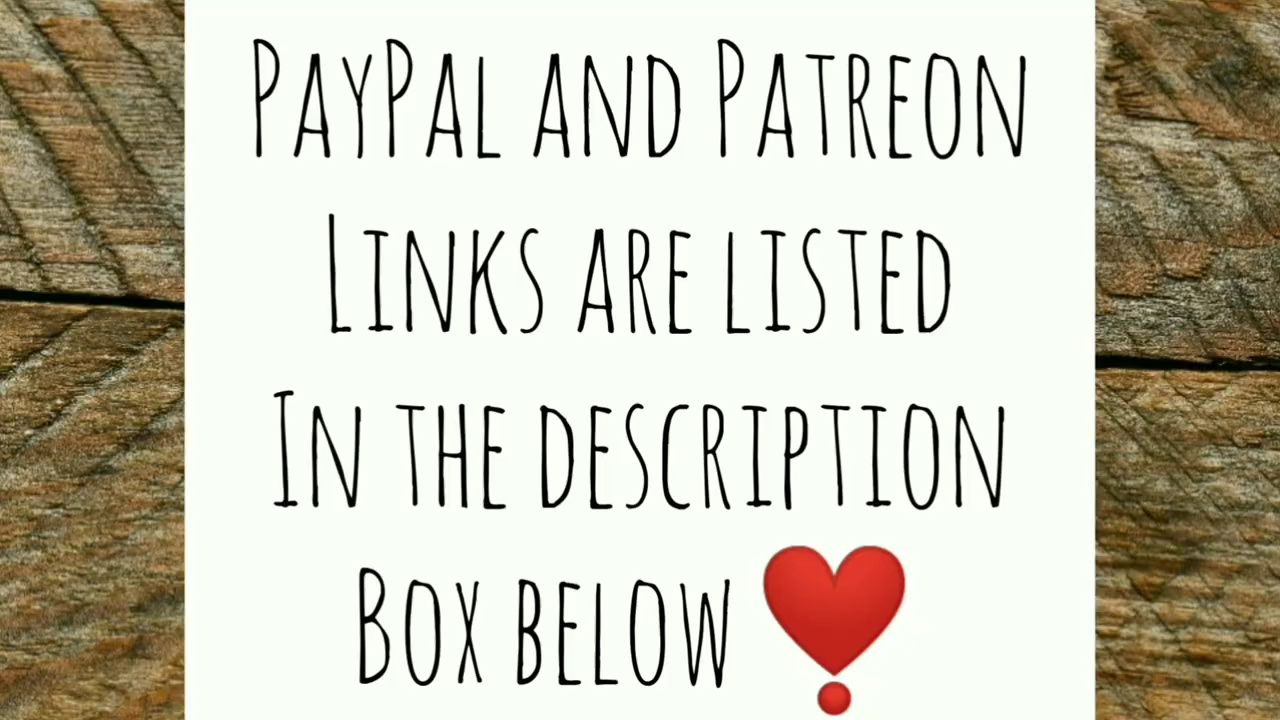 PayPal and Patreon
Links are listed
In the description
Box below ❣